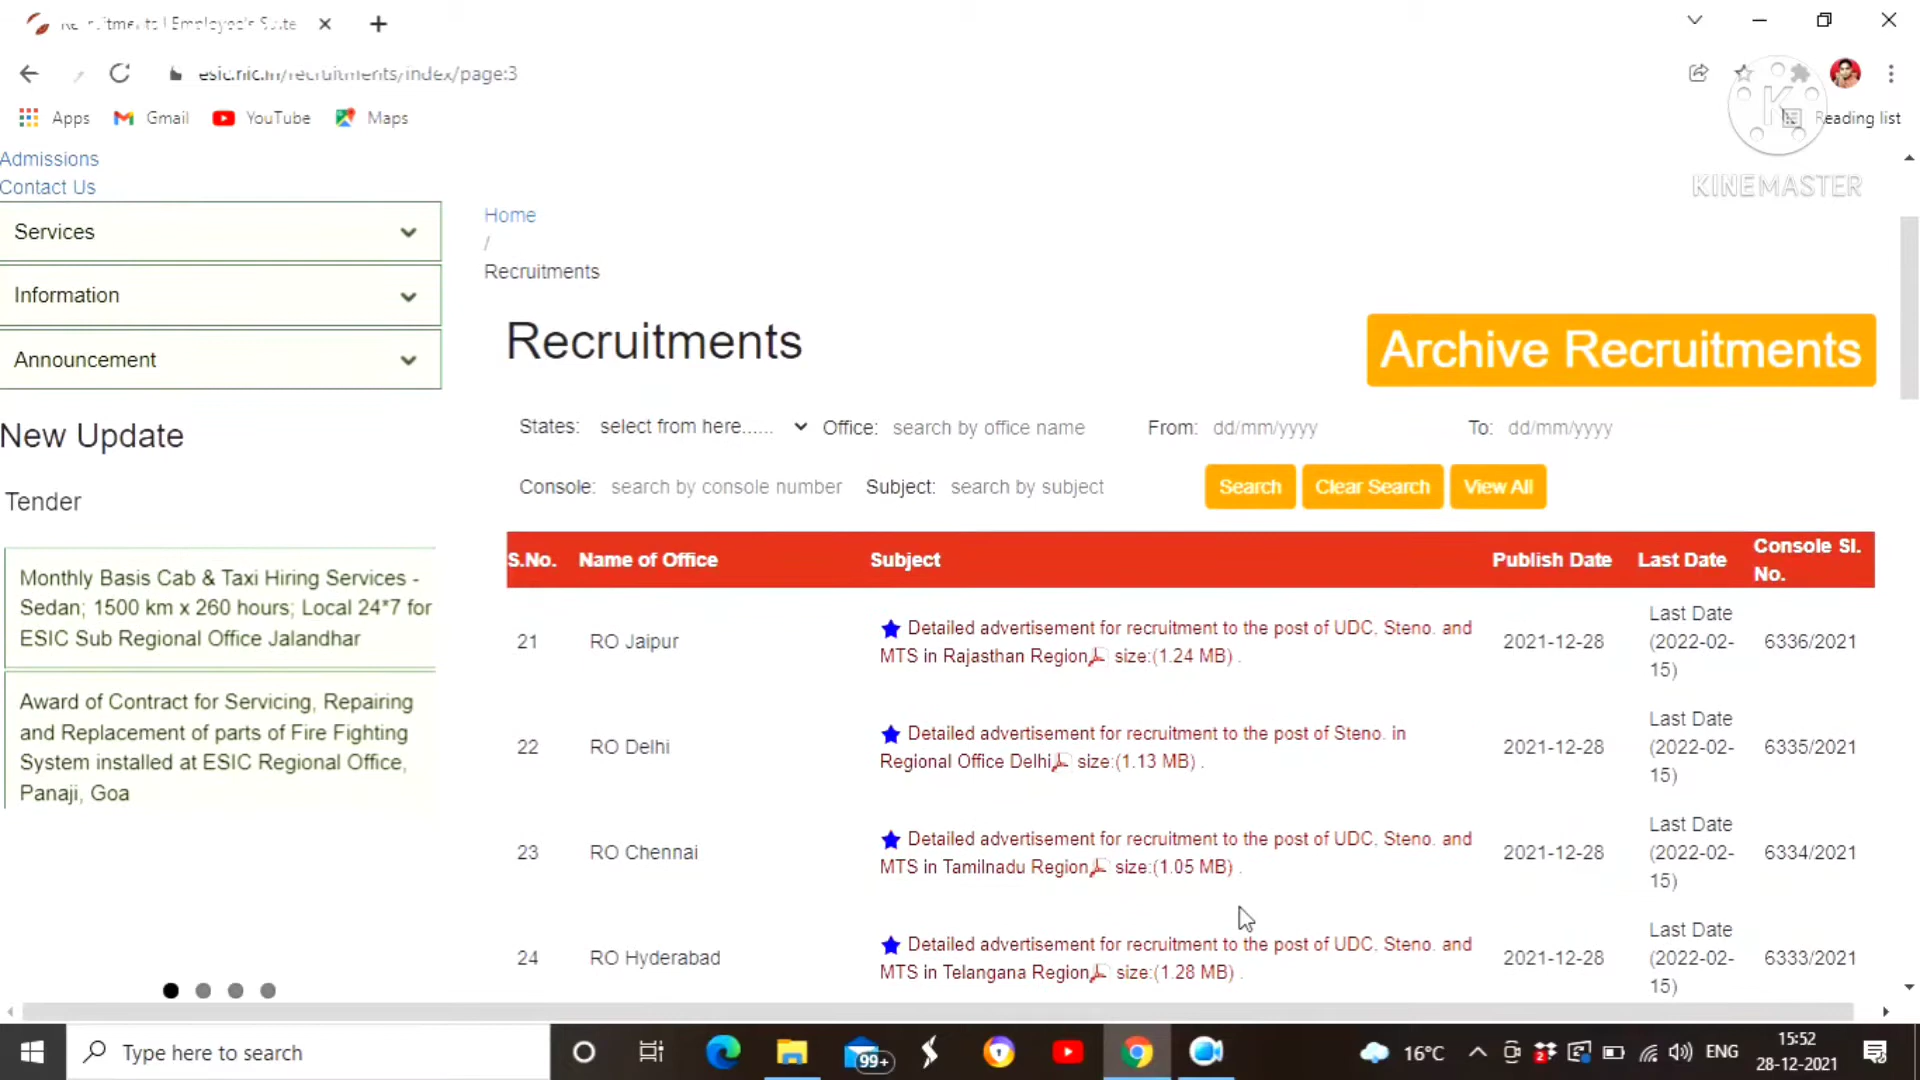 esic.nic.in/recruitments/index/page:3
Apps Gmail YouTube Maps Reading list
KINEMASTER
Admissions
Contact Us
Services
Information
Announcement
New Update
Tender
Monthly Basis Cab & Taxi Hiring Services -
Sedan; 1500 km x 260 hours; Local 24*7 for
ESIC Sub Regional Office Jalandhar
Award of Contract for Servicing, Repairing
and Replacement of parts of Fire Fighting
System installed at ESIC Regional Office,
Panaji, Goa
Home
/
Recruitments
Recruitments
Archive Recruitments
States: select from here...... Office: search by office name From: dd/mm/yyyy To: dd/mm/yyyy
Console: search by console number Subject: search by subject Search Clear Search View All
S.No. Name of Office Subject Publish Date Last Date Console Sl. No.
21 RO Jaipur Detailed advertisement for recruitment to the post of UDC, Steno. and
MTS in Rajasthan Region size:(1.24 MB) . 2021-12-28 Last Date (2022-02-15) 6336/2021
22 RO Delhi Detailed advertisement for recruitment to the post of Steno. in
Regional Office Delhi size:(1.13 MB) . 2021-12-28 Last Date (2022-02-15) 6335/2021
23 RO Chennai Detailed advertisement for recruitment to the post of UDC, Steno. and
MTS in Tamilnadu Region size:(1.05 MB) . 2021-12-28 Last Date (2022-02-15) 6334/2021
24 RO Hyderabad Detailed advertisement for recruitment to the post of UDC, Steno. and
MTS in Telangana Region size:(1.28 MB) . 2021-12-28 Last Date (2022-02-15) 6333/2021
Type here to search
99+
16°C
ENG
15:52
28-12-2021